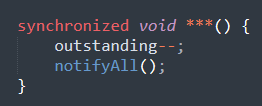 synchronized void ***() {
    outstanding--;
    notifyAll();
}